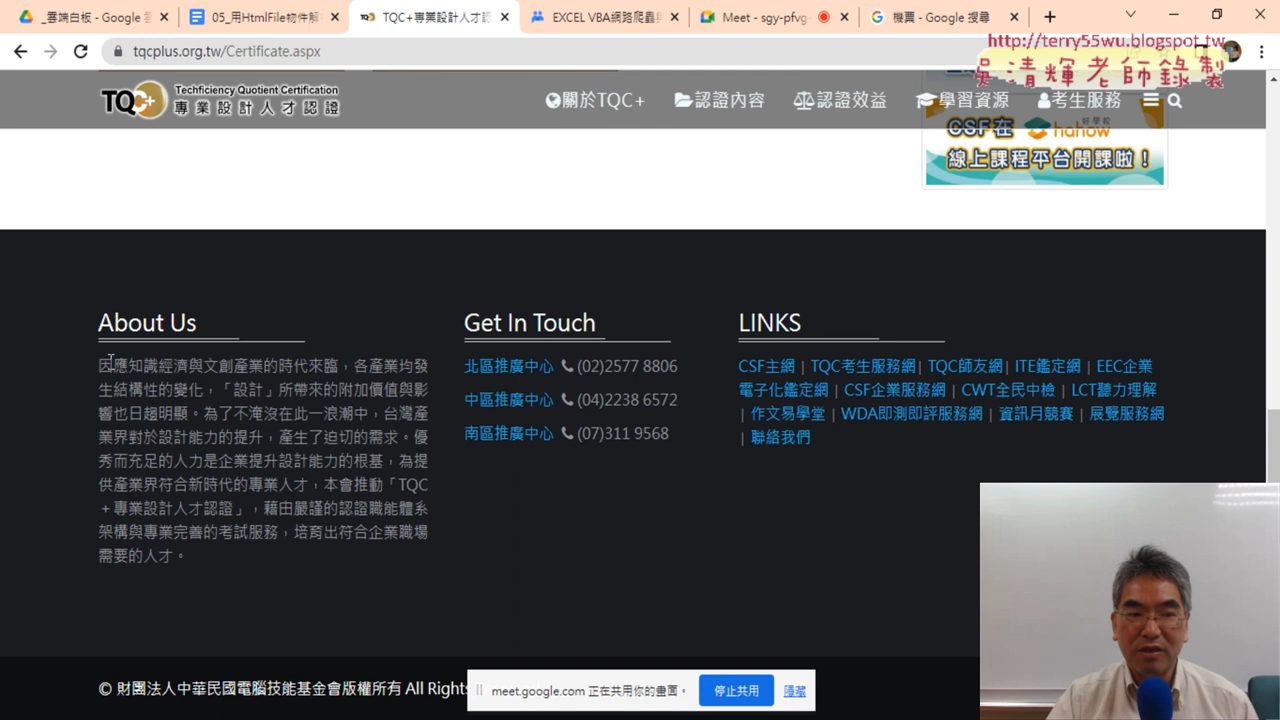 _雲端白板 - Google 雲
05_用HtmlFile物件解
TQC+專業設計人才認
EXCEL VBA網路爬蟲
Meet - sgy-pfvg-
機票 - Google 搜尋
tqcplus.org.tw/Certificate.aspx
http://terry55wu.blogspot.tw
吳清輝老師錄製
TQC+
Techficiency Quotient Certification
專業設計人才認證
關於TQC+
認證內容
認證效益
學習資源
考生服務
CSF在 hahow 好學校
線上課程平台開課啦！
About Us
因應知識經濟與文創產業的時代來臨，各產業均發
生結構性的變化，「設計」所帶來的附加價值與影
響也日趨明顯。為了不淹沒在此一浪潮中，台灣產
業界對於設計能力的提升，產生了迫切的需求。優
秀而充足的人力是企業提升設計能力的根基，為提
供產業界符合新時代的專業人才，本會推動「TQC
＋專業設計人才認證」，藉由嚴謹的認證職能體系
架構與專業完善的考試服務，培育出符合企業職場
需要的人才。
Get In Touch
北區推廣中心 (02)2577 8806
中區推廣中心 (04)2238 6572
南區推廣中心 (07)311 9568
LINKS
CSF主網 | TQC考生服務網| TQC師友網| ITE鑑定網 | EEC企業
電子化鑑定網 | CSF企業服務網 | CWT全民中檢 | LCT聽力理解
| 作文易學堂 | WDA即測即評服務網 | 資訊月競賽 | 展覽服務網
| 聯絡我們
© 財團法人中華民國電腦技能基金會版權所有 All Rights
meet.google.com 正在共用你的畫面。
停止共用
隱藏